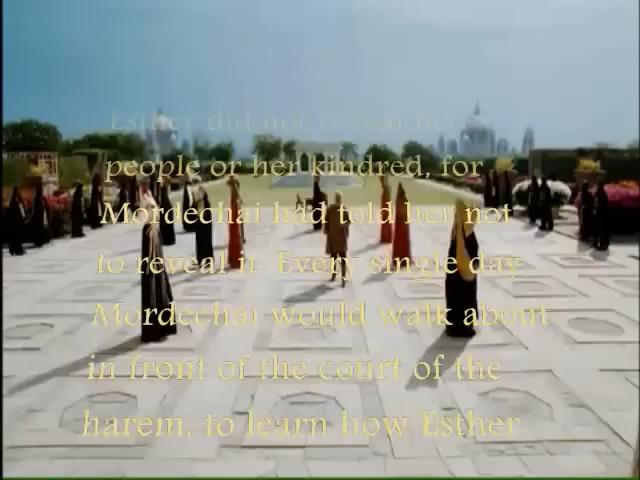 Esther did not reveal her
people or her kindred, for
Mordechai had told her not
to reveal it. Every single day
Mordechai would walk about
in front of the court of the
harem, to learn how Esther